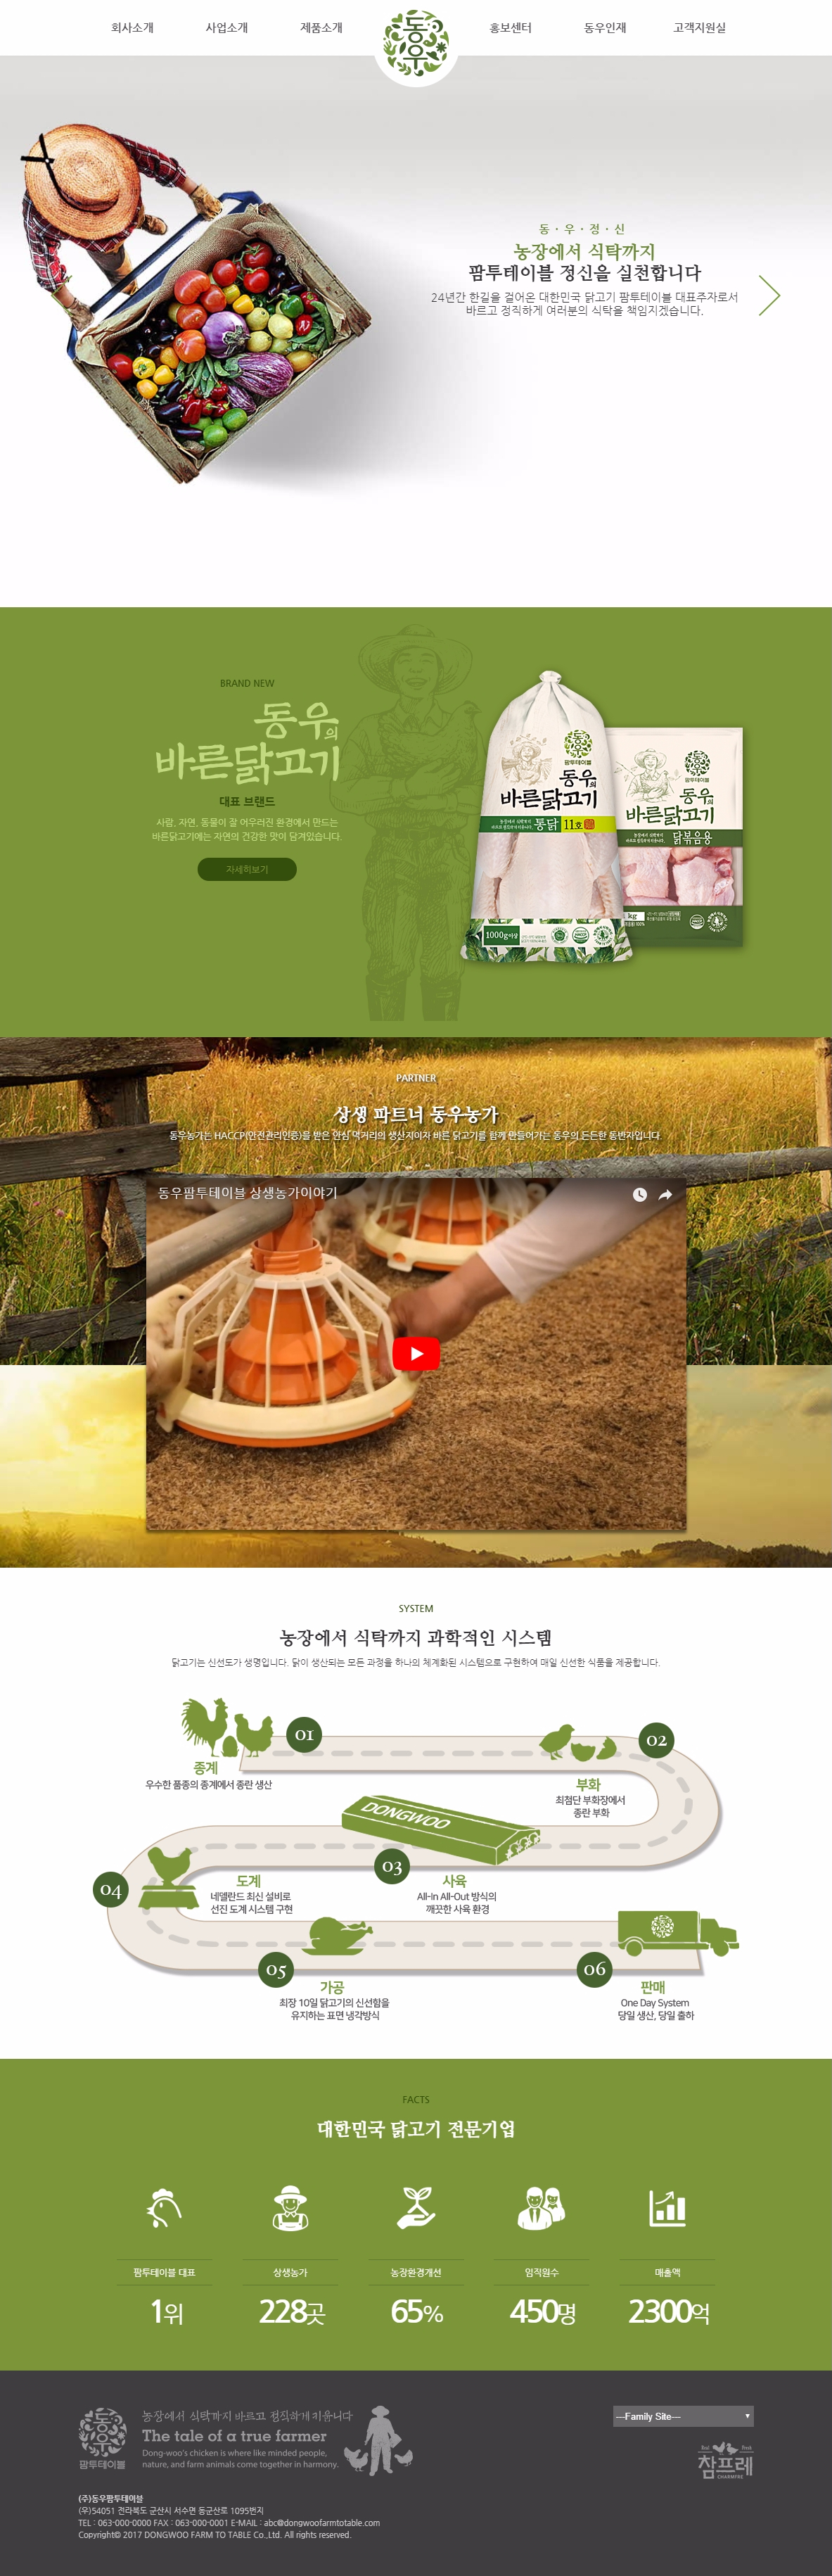 회사소개 사업소개 제품소개 동우 홍보센터 동우인재 고객지원실
동·우·정·신
농장에서 식탁까지
팜투테이블 정신을 실천합니다
24년간 한길을 걸어온 대한민국 닭고기 팜투테이블 대표주자로서
바르고 정직하게 여러분의 식탁을 책임지겠습니다.
BRAND NEW
동우의
바른닭고기
대표 브랜드
사람, 자연, 동물이 잘 어우러진 환경에서 만드는
바른닭고기에는 자연의 건강한 맛이 담겨있습니다.
자세히보기
동우
팜투테이블
동우의
바른닭고기
통닭 11호
1000g이상
동우
팜투테이블
동우의
바른닭고기
닭볶음용
1 kg
PARTNER
상생 파트너 동우농가
동우농가는 HACCP(안전관리인증)를 받은 안심 먹거리의 생산지이자 바른 닭고기를 함께 만들어가는 동우의 든든한 동반자입니다.
동우팜투테이블 상생농가이야기
SYSTEM
농장에서 식탁까지 과학적인 시스템
닭고기는 신선도가 생명입니다. 닭이 생산되는 모든 과정을 하나의 체계화된 시스템으로 구현하여 매일 신선한 식품을 제공합니다.
01
종계
우수한 품종의 종계에서 종란 생산
02
부화
최첨단 부화장에서
종란 부화
DONGWOO
03
사육
All-In All-Out 방식의
깨끗한 사육 환경
04
도계
네덜란드 최신 설비로
선진 도계 시스템 구현
05
가공
최장 10일 닭고기의 신선함을
유지하는 표면 냉각방식
06
판매
One Day System
당일 생산, 당일 출하
FACTS
대한민국 닭고기 전문기업
팜투테이블 대표 상생농가 농장환경개선 임직원수 매출액
1위 228곳 65% 450명 2300억
동우
팜투테이블
농장에서 식탁까지 바르고 정직하게 키웁니다
The tale of a true farmer
Dong-woo's chicken is where like minded people,
nature, and farm animals come together in harmony.
—Family Site—
참프레
CHARMFRE
(주)동우팜투테이블
(우)54051 전라북도 군산시 서수면 동군산로 1095번지
TEL : 063-000-0000 FAX : 063-000-0001 E-MAIL : abc@dongwoofarmtotable.com
Copyright© 2017 DONGWOO FARM TO TABLE Co.,Ltd. All rights reserved.